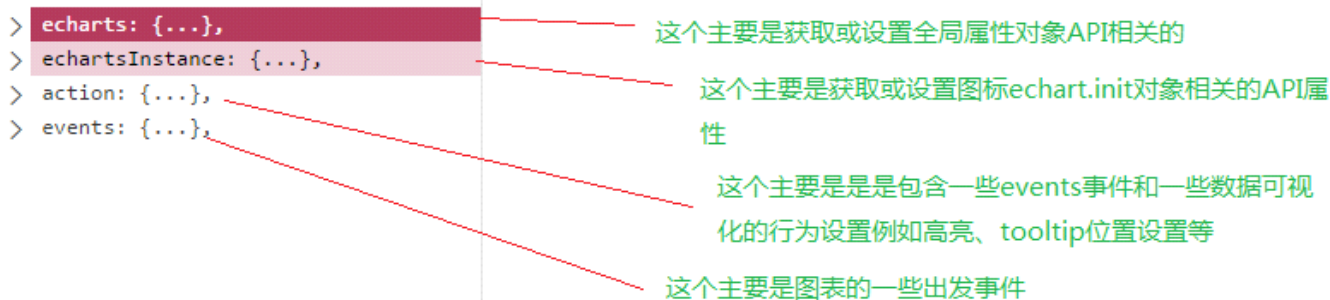 echarts: {...},
这个主要是获取或设置全局属性对象API相关的
echartsInstance: {...},
这个主要是获取或设置图标echart.init对象相关的API属
性
action: {...},
events: {...},
这个主要是是是包含一些events事件和一些数据可视
化的行为设置例如高亮、tooltip位置设置等
这个主要是图表的一些出发事件